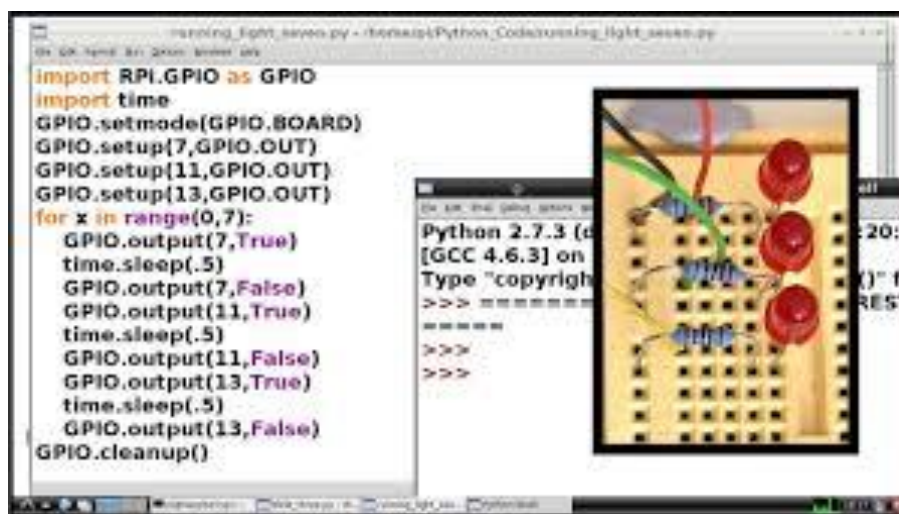 running_light_seven.py - /home/pi/Python_Code/running_light_seven.py
import RPi.GPIO as GPIO
import time
GPIO.setmode(GPIO.BOARD)
GPIO.setup(7,GPIO.OUT)
GPIO.setup(11,GPIO.OUT)
GPIO.setup(13,GPIO.OUT)
for x in range(0,7):
GPIO.output(7,True)
time.sleep(.5)
GPIO.output(7,False)
GPIO.output(11,True)
time.sleep(.5)
GPIO.output(11,False)
GPIO.output(13,True)
time.sleep(.5)
GPIO.output(13,False)
GPIO.cleanup()
Python 2.7.3 (d :20:
[GCC 4.6.3] on
Type "copyrigh ()" f
>>> ========= REST
=====
>>>
>>>